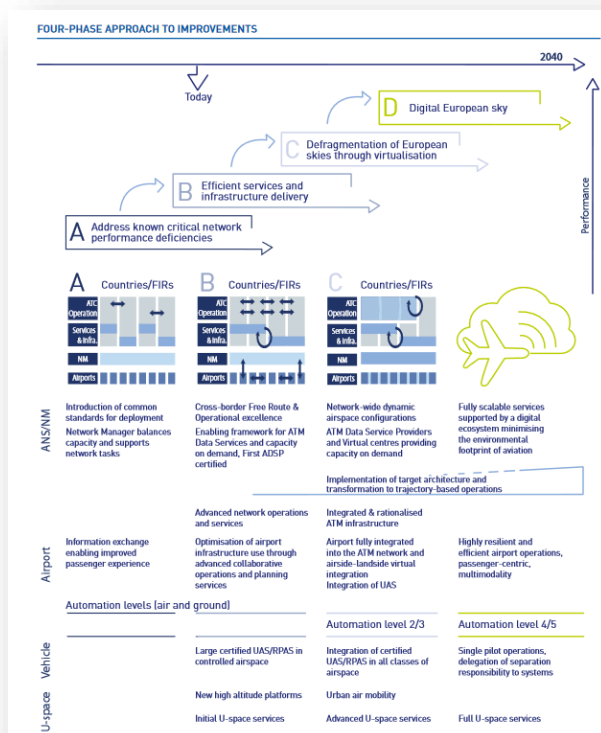 FOUR-PHASE APPROACH TO IMPROVEMENTS
2040
Today
D Digital European sky
C Defragmentation of European
skies through virtualisation
B Efficient services and
infrastructure delivery
A Address known critical network
performance deficiencies
Performance
A Countries/FIRs
ATC
Operation
Services
& Infra.
NM
Airports
B Countries/FIRs
ATC
Operation
Services
& Infra.
NM
Airports
C Countries/FIRs
ATC
Operation
Services
& Infra.
NM
Airports
ANS/NM
Introduction of common
standards for deployment
Network Manager balances
capacity and supports
network tasks
Cross-border Free Route &
Operational excellence
Enabling framework for ATM
Data Services and capacity
on demand, First ADSP
certified
Network-wide dynamic
airspace configurations
ATM Data Service Providers
and Virtual centres providing
capacity on demand
Fully scalable services
supported by a digital
ecosystem minimising
the environmental
footprint of aviation
Implementation of target architecture and
transformation to trajectory-based operations
Advanced network operations
and services
Integrated & rationalised
ATM infrastructure
Airport
Information exchange
enabling improved
passenger experience
Optimisation of airport
infrastructure use through
advanced collaborative
operations and planning
services
Airport fully integrated
into the ATM network and
airside-landside virtual
integration
Integration of UAS
Highly resilient and
efficient airport operations,
passenger-centric,
multimodality
Automation levels (air and ground)
Automation level 2/3
Automation level 4/5
Vehicle
Large certified UAS/RPAS in
controlled airspace
Integration of certified
UAS/RPAS in all classes of
airspace
Single pilot operations,
delegation of separation
responsibility to systems
New high altitude platforms
Urban air mobility
U-space
Initial U-space services
Advanced U-space services
Full U-space services